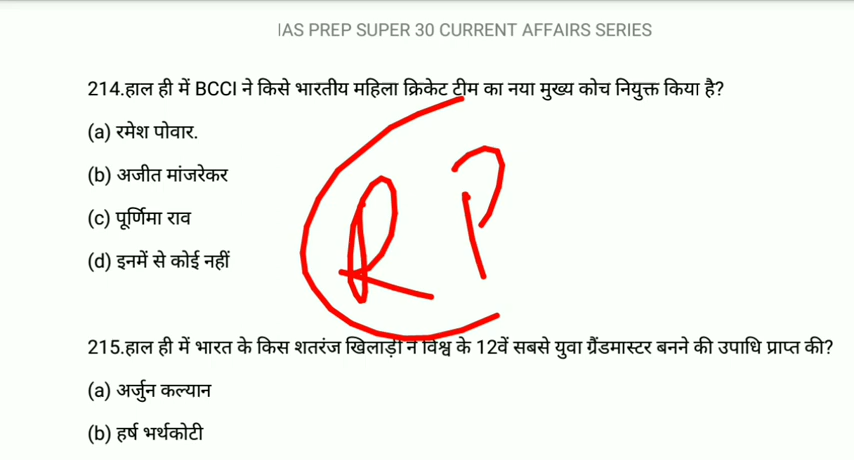 IAS PREP SUPER 30 CURRENT AFFAIRS SERIES
214.हाल ही में BCCI ने किसे भारतीय महिला क्रिकेट टीम का नया मुख्य कोच नियुक्त किया है?
(a) रमेश पोवार.
(b) अजीत मांजरेकर
(c) पूर्णिमा राव
(d) इनमें से कोई नहीं
R P
215.हाल ही में भारत के किस शतरंज खिलाड़ी ने विश्व के 12वें सबसे युवा ग्रैंडमास्टर बनने की उपाधि प्राप्त की?
(a) अर्जुन कल्यान
(b) हर्ष भर्थकोटी